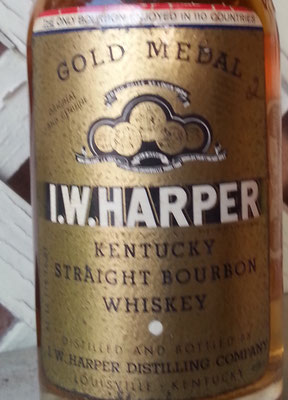 THE ONLY BOURBON ENJOYED IN 110 COUNTRIES
GOLD MEDAL
ORIGINAL
I.W. HARPER
KENTUCKY
STRAIGHT BOURBON
WHISKEY
DISTILLED AND BOTTLED BY
I.W. HARPER DISTILLING COMPANY
LOUISVILLE · KENTUCKY